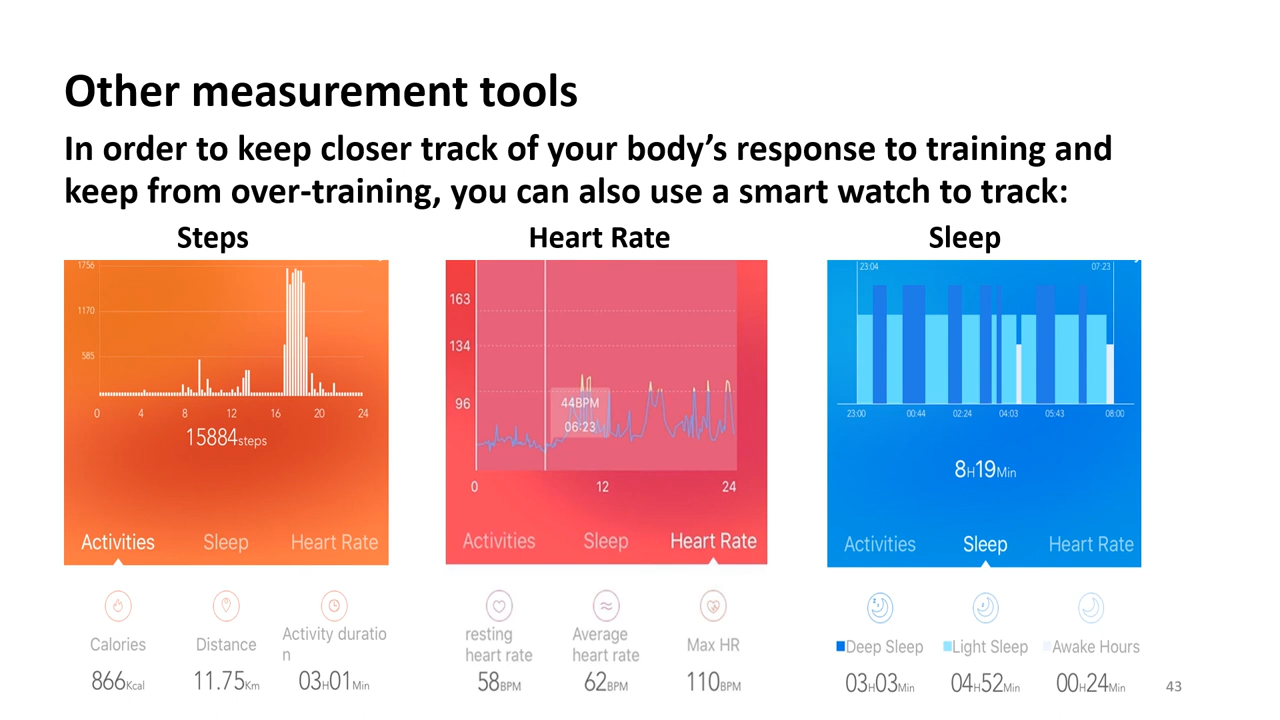 Other measurement tools
In order to keep closer track of your body’s response to training and
keep from over-training, you can also use a smart watch to track:
Steps
1756
1170
585
0 4 8 12 16 20 24
15884steps
Activities Sleep Heart Rate
Calories
866Kcal
Distance
11.75Km
Activity duratio
n
03H01Min
Heart Rate
163
134
96
44BPM
06:23
0 12 24
Activities Sleep Heart Rate
resting
heart rate
58BPM
Average
heart rate
62BPM
Max HR
110BPM
Sleep
23:04 07:23
23:00 00:44 02:24 04:03 05:43 08:00
8H19Min
Activities Sleep Heart Rate
Deep Sleep
03H03Min
Light Sleep
04H52Min
Awake Hours
00H24Min
43